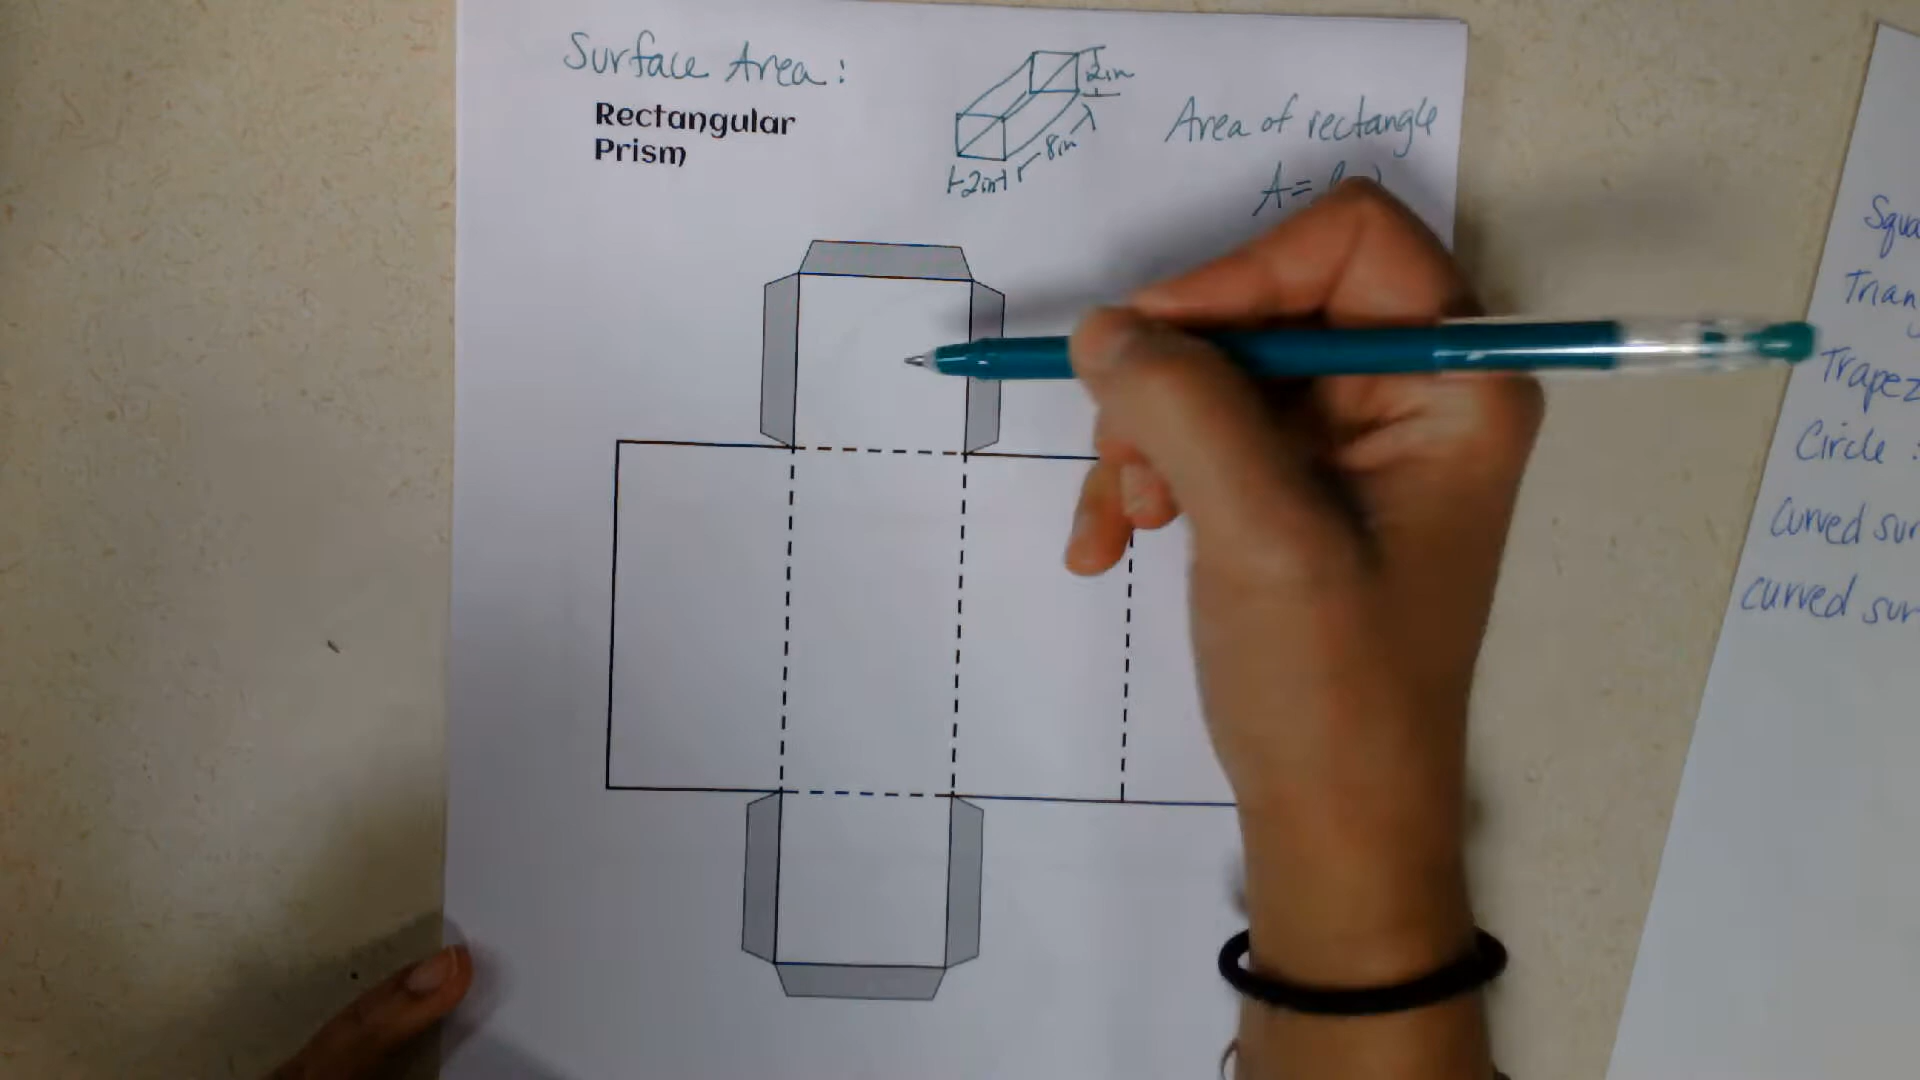 Surface Area:
Rectangular
Prism
2in
8in
2in
Area of rectangle
A=
Squa
Trian
Trapez
Circle :
Curved sur
Curved sur